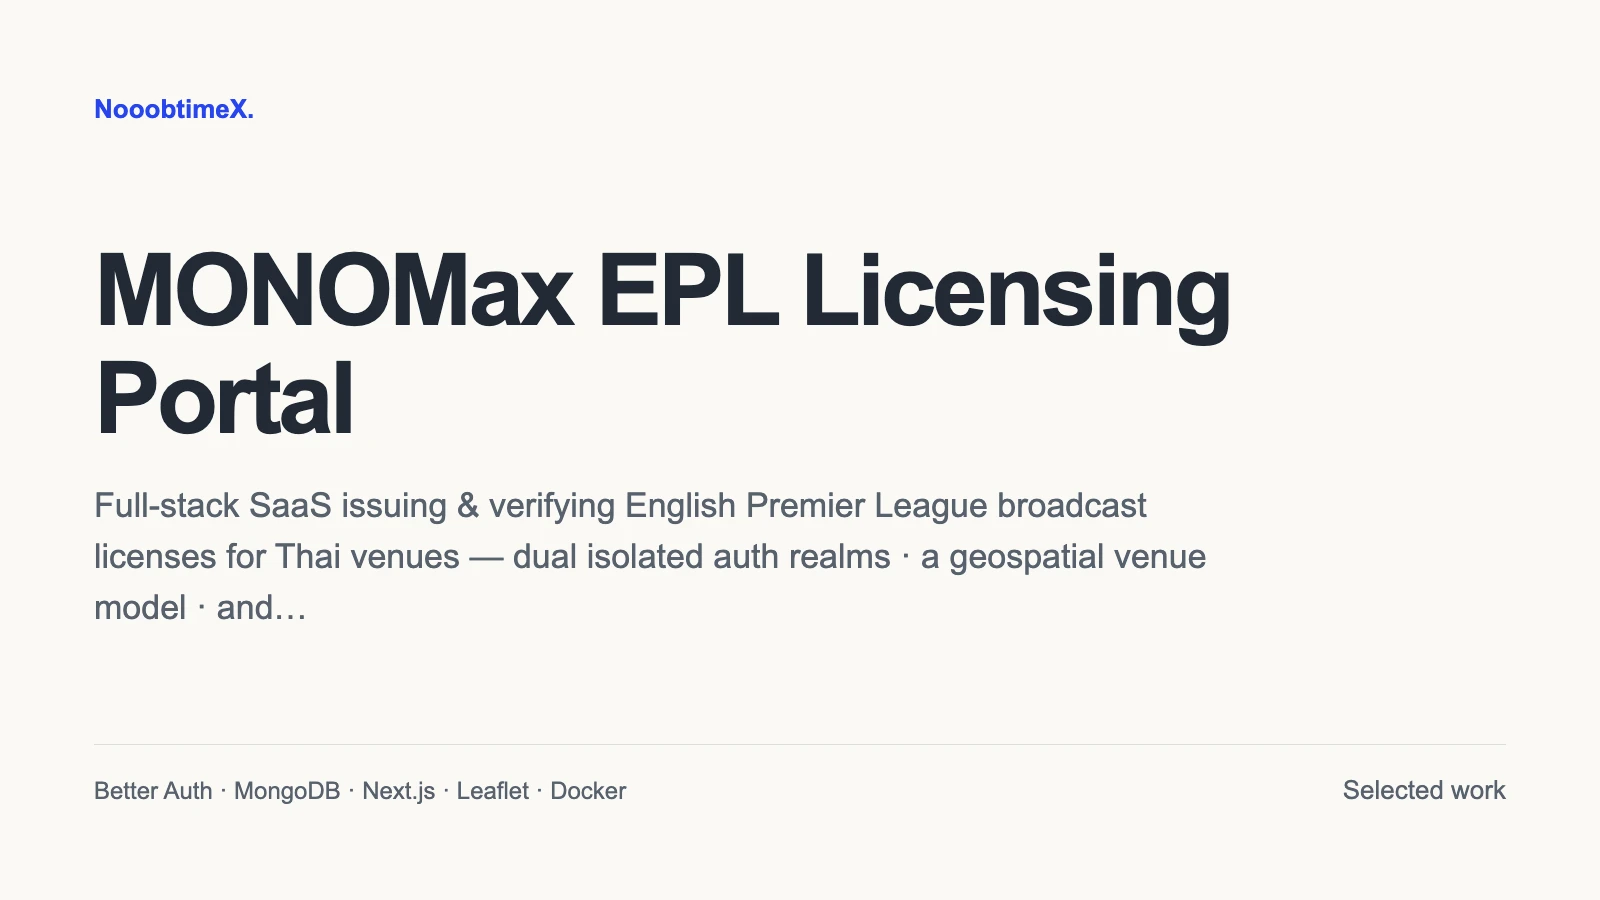 NooobtimeX.
MONOMax EPL Licensing
Portal
Full-stack SaaS issuing & verifying English Premier League broadcast
licenses for Thai venues — dual isolated auth realms · a geospatial venue
model · and…
Better Auth · MongoDB · Next.js · Leaflet · Docker
Selected work